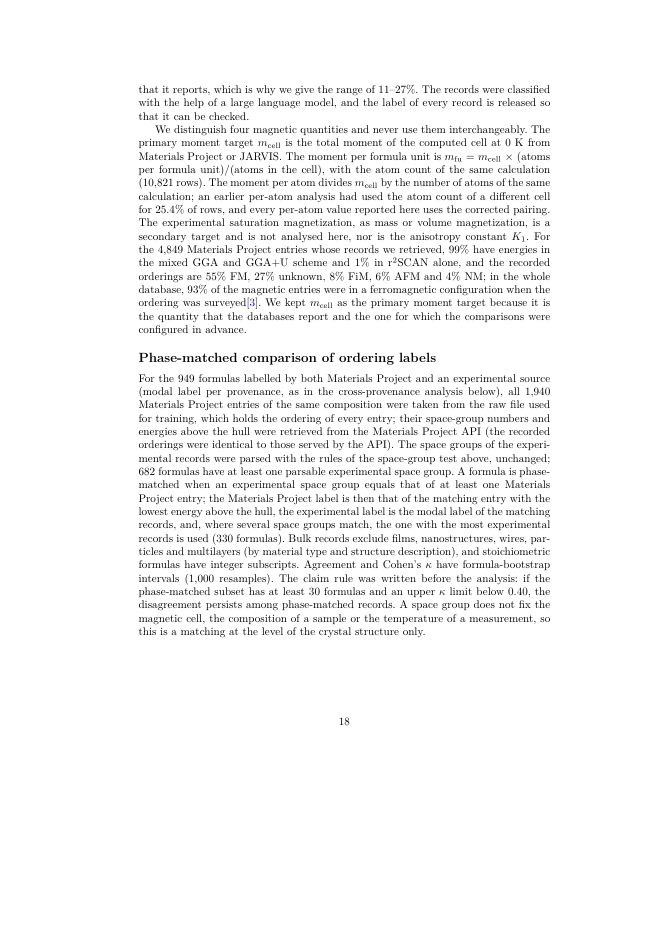 that it reports, which is why we give the range of 11–27%. The records were classified
with the help of a large language model, and the label of every record is released so
that it can be checked.
We distinguish four magnetic quantities and never use them interchangeably. The
primary moment target m_cell is the total moment of the computed cell at 0 K from
Materials Project or JARVIS. The moment per formula unit is m_fu = m_cell × (atoms
per formula unit)/(atoms in the cell), with the atom count of the same calculation
(10,821 rows). The moment per atom divides m_cell by the number of atoms of the same
calculation; an earlier per-atom analysis had used the atom count of a different cell
for 25.4% of rows, and every per-atom value reported here uses the corrected pairing.
The experimental saturation magnetization, as mass or volume magnetization, is a
secondary target and is not analysed here, nor is the anisotropy constant K₁. For
the 4,849 Materials Project entries whose records we retrieved, 99% have energies in
the mixed GGA and GGA+U scheme and 1% in r²SCAN alone, and the recorded
orderings are 55% FM, 27% unknown, 8% FiM, 6% AFM and 4% NM; in the whole
database, 93% of the magnetic entries were in a ferromagnetic configuration when the
ordering was surveyed[3]. We kept m_cell as the primary moment target because it is
the quantity that the databases report and the one for which the comparisons were
configured in advance.
Phase-matched comparison of ordering labels
For the 949 formulas labelled by both Materials Project and an experimental source
(modal label per provenance, as in the cross-provenance analysis below), all 1,940
Materials Project entries of the same composition were taken from the raw file used
for training, which holds the ordering of every entry; their space-group numbers and
energies above the hull were retrieved from the Materials Project API (the recorded
orderings were identical to those served by the API). The space groups of the experi-
mental records were parsed with the rules of the space-group test above, unchanged;
682 formulas have at least one parsable experimental space group. A formula is phase-
matched when an experimental space group equals that of at least one Materials
Project entry; the Materials Project label is then that of the matching entry with the
lowest energy above the hull, the experimental label is the modal label of the matching
records, and, where several space groups match, the one with the most experimental
records is used (330 formulas). Bulk records exclude films, nanostructures, wires, par-
ticles and multilayers (by material type and structure description), and stoichiometric
formulas have integer subscripts. Agreement and Cohen's κ have formula-bootstrap
intervals (1,000 resamples). The claim rule was written before the analysis: if the
phase-matched subset has at least 30 formulas and an upper κ limit below 0.40, the
disagreement persists among phase-matched records. A space group does not fix the
magnetic cell, the composition of a sample or the temperature of a measurement, so
this is a matching at the level of the crystal structure only.
18